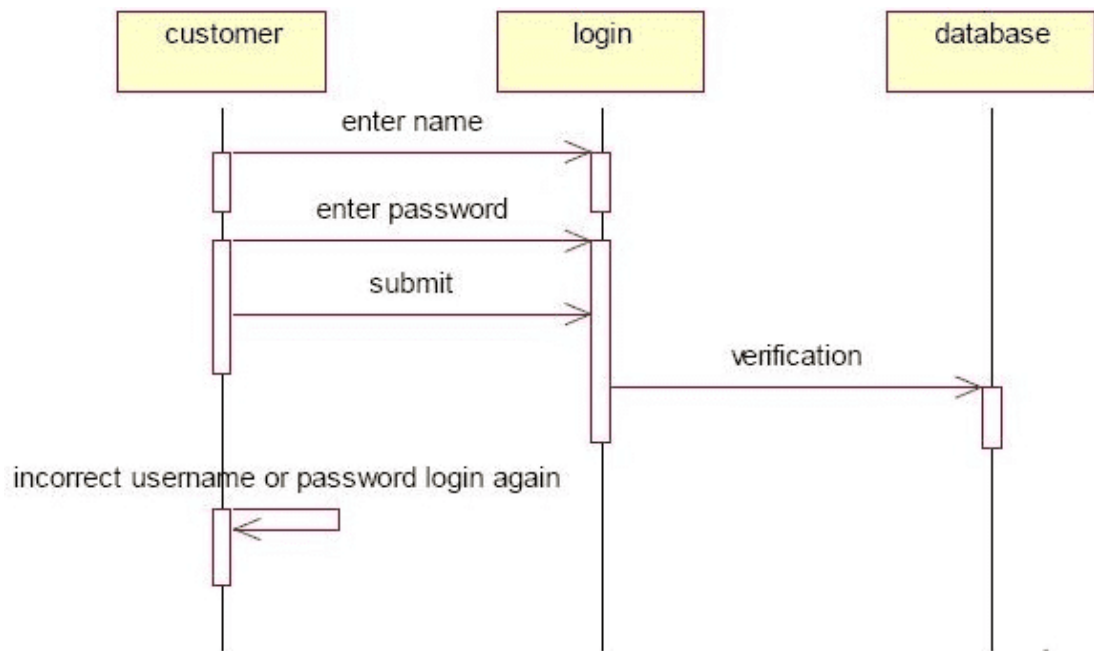 customer
login
database
enter name
enter password
submit
verification
incorrect username or password login again